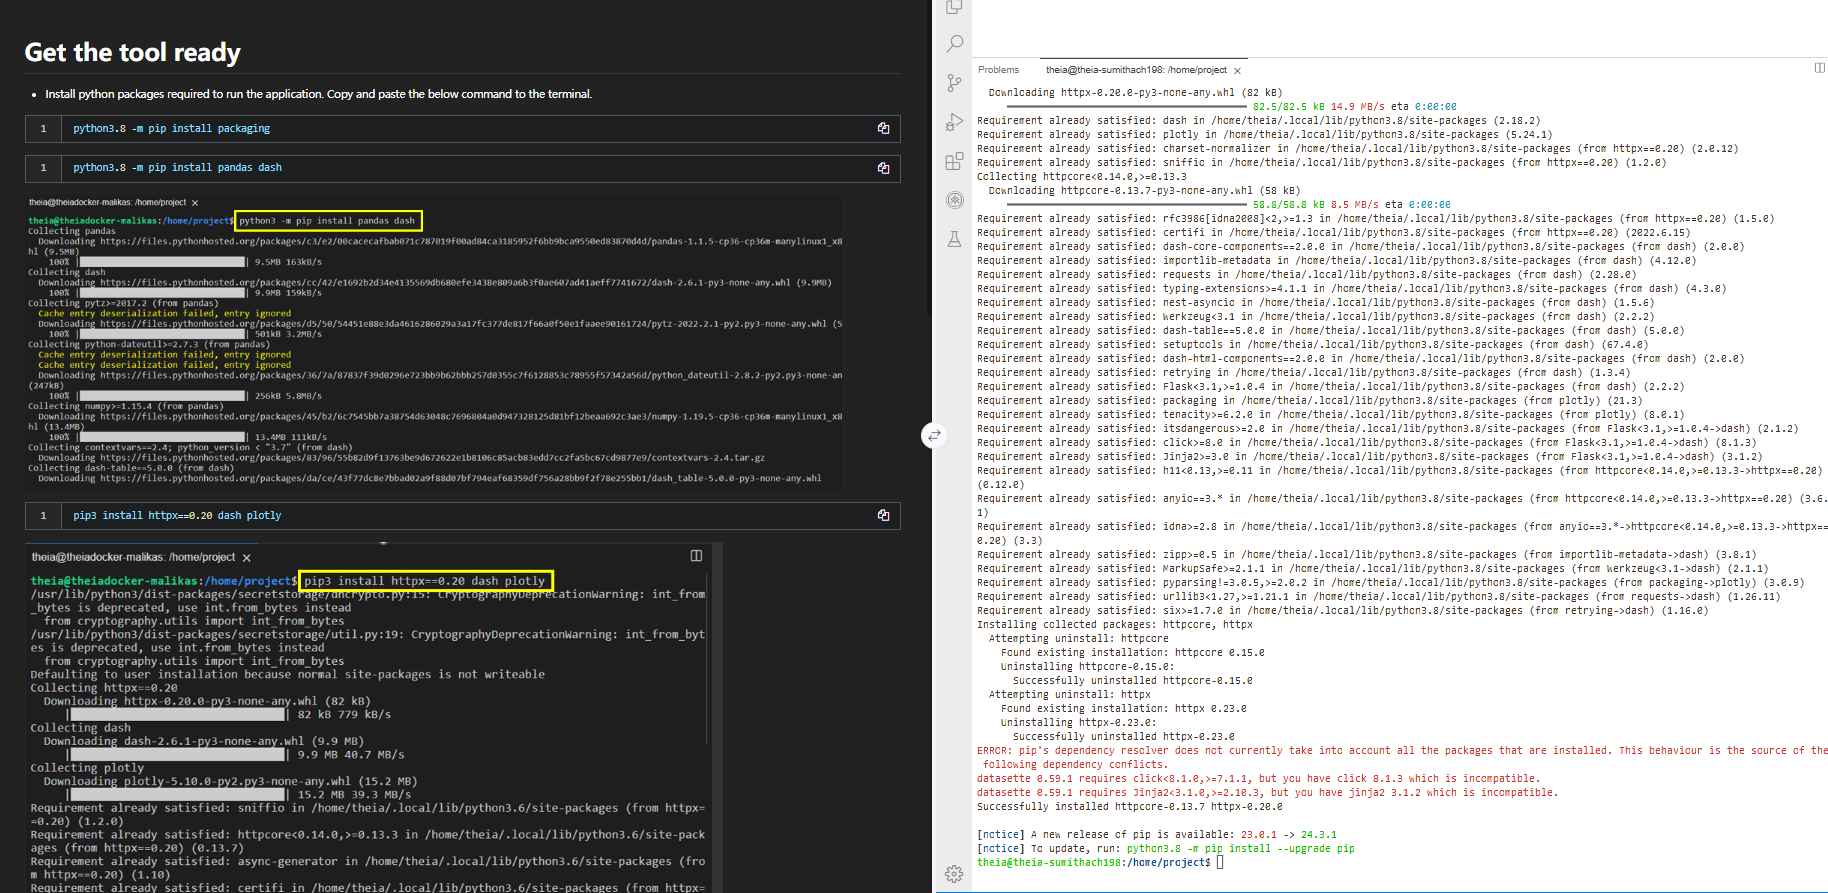 Get the tool ready
Install python packages required to run the application. Copy and paste the below command to the terminal.
1 python3.8 -m pip install packaging
1 python3.8 -m pip install pandas dash
theia@theiadocker-malikas: /home/project ×
theia@theiadocker-malikas:/home/project$ python3 -m pip install pandas dash
Collecting pandas
Downloading https://files.pythonhosted.org/packages/c3/e2/00cacecafbab071c787019f00ad84ca3185952f6bb9bca9550ed83870d4d/pandas-1.1.5-cp36-cp36m-manylinux1_x8
hl (9.5MB)
100% | | 9.5MB 163kB/s
Collecting dash
Downloading https://files.pythonhosted.org/packages/cc/42/e1692b2d34e4135569db680efe3438e809a6b3f0ae607ad41aeff7741672/dash-2.6.1-py3-none-any.whl (9.9MB)
100% | | 9.9MB 159kB/s
Collecting pytz>=2017.2 (from pandas)
Cache entry deserialization failed, entry ignored
Downloading https://files.pythonhosted.org/packages/d5/50/54451e88e3da4616286029a3a17fc377de817f66a0f50e1faaee90161724/pytz-2022.2.1-py2.py3-none-any.whl (5
100% | | 501kB 3.2MB/s
Collecting python-dateutil>=2.7.3 (from pandas)
Cache entry deserialization failed, entry ignored
Cache entry deserialization failed, entry ignored
Downloading https://files.pythonhosted.org/packages/36/7a/87837f39d0296e723bb9b62bbb257d0355c7f6128853c78955f57342a56d/python_dateutil-2.8.2-py2.py3-none-an
(247kB)
100% | | 256kB 5.8MB/s
Collecting numpy>=1.15.4 (from pandas)
Downloading https://files.pythonhosted.org/packages/45/b2/6c7545bb7a38754d63048c7696804a0d947328125d81bf12beaa692c3ae3/numpy-1.19.5-cp36-cp36m-manylinux1_x8
hl (13.4MB)
100% | | 13.4MB 111kB/s
Collecting contextvars==2.4; python_version < "3.7" (from dash)
Downloading https://files.pythonhosted.org/packages/83/96/55b82d9f13763be9d672622e1b8106c85acb83edd7cc2fa5bc67cd9877e9/contextvars-2.4.tar.gz
Collecting dash-table==5.0.0 (from dash)
Downloading https://files.pythonhosted.org/packages/da/ce/43f77dc8e7bbad02a9f88d07bf794eaf68359df756a28bb9f2f78e255bb1/dash_table-5.0.0-py3-none-any.whl
1 pip3 install httpx==0.20 dash plotly
theia@theiadocker-malikas: /home/project ×
theia@theiadocker-malikas:/home/project$ pip3 install httpx==0.20 dash plotly
/usr/lib/python3/dist-packages/secretstorage/dhcrypto.py:15: CryptographyDeprecationWarning: int_from
_bytes is deprecated, use int.from_bytes instead
from cryptography.utils import int_from_bytes
/usr/lib/python3/dist-packages/secretstorage/util.py:19: CryptographyDeprecationWarning: int_from_byt
es is deprecated, use int.from_bytes instead
from cryptography.utils import int_from_bytes
Defaulting to user installation because normal site-packages is not writeable
Collecting httpx==0.20
Downloading httpx-0.20.0-py3-none-any.whl (82 kB)
| | 82 kB 779 kB/s
Collecting dash
Downloading dash-2.6.1-py3-none-any.whl (9.9 MB)
| | 9.9 MB 40.7 MB/s
Collecting plotly
Downloading plotly-5.10.0-py2.py3-none-any.whl (15.2 MB)
| | 15.2 MB 39.3 MB/s
Requirement already satisfied: sniffio in /home/theia/.local/lib/python3.6/site-packages (from httpx=
=0.20) (1.2.0)
Requirement already satisfied: httpcore<0.14.0,>=0.13.3 in /home/theia/.local/lib/python3.6/site-pack
ages (from httpx==0.20) (0.13.7)
Requirement already satisfied: async-generator in /home/theia/.local/lib/python3.6/site-packages (fro
m httpx==0.20) (1.10)
Requirement already satisfied: certifi in /home/theia/.local/lib/python3.6/site-packages (from httpx=
Problems theia@theia-sumithach198: /home/project ×
Downloading httpx-0.20.0-py3-none-any.whl (82 kB)
82.5/82.5 kB 14.9 MB/s eta 0:00:00
Requirement already satisfied: dash in /home/theia/.local/lib/python3.8/site-packages (2.18.2)
Requirement already satisfied: plotly in /home/theia/.local/lib/python3.8/site-packages (5.24.1)
Requirement already satisfied: charset-normalizer in /home/theia/.local/lib/python3.8/site-packages (from httpx==0.20) (2.0.12)
Requirement already satisfied: sniffio in /home/theia/.local/lib/python3.8/site-packages (from httpx==0.20) (1.2.0)
Collecting httpcore<0.14.0,>=0.13.3
Downloading httpcore-0.13.7-py3-none-any.whl (58 kB)
58.8/58.8 kB 8.5 MB/s eta 0:00:00
Requirement already satisfied: rfc3986[idna2008]<2,>=1.3 in /home/theia/.local/lib/python3.8/site-packages (from httpx==0.20) (1.5.0)
Requirement already satisfied: certifi in /home/theia/.local/lib/python3.8/site-packages (from httpx==0.20) (2022.6.15)
Requirement already satisfied: dash-core-components==2.0.0 in /home/theia/.local/lib/python3.8/site-packages (from dash) (2.0.0)
Requirement already satisfied: importlib-metadata in /home/theia/.local/lib/python3.8/site-packages (from dash) (4.12.0)
Requirement already satisfied: requests in /home/theia/.local/lib/python3.8/site-packages (from dash) (2.28.0)
Requirement already satisfied: typing-extensions>=4.1.1 in /home/theia/.local/lib/python3.8/site-packages (from dash) (4.3.0)
Requirement already satisfied: nest-asyncio in /home/theia/.local/lib/python3.8/site-packages (from dash) (1.5.6)
Requirement already satisfied: Werkzeug<3.1 in /home/theia/.local/lib/python3.8/site-packages (from dash) (2.2.2)
Requirement already satisfied: dash-table==5.0.0 in /home/theia/.local/lib/python3.8/site-packages (from dash) (5.0.0)
Requirement already satisfied: setuptools in /home/theia/.local/lib/python3.8/site-packages (from dash) (67.4.0)
Requirement already satisfied: dash-html-components==2.0.0 in /home/theia/.local/lib/python3.8/site-packages (from dash) (2.0.0)
Requirement already satisfied: retrying in /home/theia/.local/lib/python3.8/site-packages (from dash) (1.3.4)
Requirement already satisfied: Flask<3.1,>=1.0.4 in /home/theia/.local/lib/python3.8/site-packages (from dash) (2.2.2)
Requirement already satisfied: packaging in /home/theia/.local/lib/python3.8/site-packages (from plotly) (21.3)
Requirement already satisfied: tenacity>=6.2.0 in /home/theia/.local/lib/python3.8/site-packages (from plotly) (8.0.1)
Requirement already satisfied: itsdangerous>=2.0 in /home/theia/.local/lib/python3.8/site-packages (from Flask<3.1,>=1.0.4->dash) (2.1.2)
Requirement already satisfied: click>=8.0 in /home/theia/.local/lib/python3.8/site-packages (from Flask<3.1,>=1.0.4->dash) (8.1.3)
Requirement already satisfied: Jinja2>=3.0 in /home/theia/.local/lib/python3.8/site-packages (from Flask<3.1,>=1.0.4->dash) (3.1.2)
Requirement already satisfied: h11<0.13,>=0.11 in /home/theia/.local/lib/python3.8/site-packages (from httpcore<0.14.0,>=0.13.3->httpx==0.20)
(0.12.0)
Requirement already satisfied: anyio==3.* in /home/theia/.local/lib/python3.8/site-packages (from httpcore<0.14.0,>=0.13.3->httpx==0.20) (3.6.
1)
Requirement already satisfied: idna>=2.8 in /home/theia/.local/lib/python3.8/site-packages (from anyio==3.*->httpcore<0.14.0,>=0.13.3->httpx==
0.20) (3.3)
Requirement already satisfied: zipp>=0.5 in /home/theia/.local/lib/python3.8/site-packages (from importlib-metadata->dash) (3.8.1)
Requirement already satisfied: MarkupSafe>=2.1.1 in /home/theia/.local/lib/python3.8/site-packages (from Werkzeug<3.1->dash) (2.1.1)
Requirement already satisfied: pyparsing!=3.0.5,>=2.0.2 in /home/theia/.local/lib/python3.8/site-packages (from packaging->plotly) (3.0.9)
Requirement already satisfied: urllib3<1.27,>=1.21.1 in /home/theia/.local/lib/python3.8/site-packages (from requests->dash) (1.26.11)
Requirement already satisfied: six>=1.7.0 in /home/theia/.local/lib/python3.8/site-packages (from retrying->dash) (1.16.0)
Installing collected packages: httpcore, httpx
Attempting uninstall: httpcore
Found existing installation: httpcore 0.15.0
Uninstalling httpcore-0.15.0:
Successfully uninstalled httpcore-0.15.0
Attempting uninstall: httpx
Found existing installation: httpx 0.23.0
Uninstalling httpx-0.23.0:
Successfully uninstalled httpx-0.23.0
ERROR: pip's dependency resolver does not currently take into account all the packages that are installed. This behaviour is the source of the
following dependency conflicts.
datasette 0.59.1 requires click<8.1.0,>=7.1.1, but you have click 8.1.3 which is incompatible.
datasette 0.59.1 requires Jinja2<3.1.0,>=2.10.3, but you have jinja2 3.1.2 which is incompatible.
Successfully installed httpcore-0.13.7 httpx-0.20.0
[notice] A new release of pip is available: 23.0.1 -> 24.3.1
[notice] To update, run: python3.8 -m pip install --upgrade pip
theia@theia-sumithach198:/home/project$